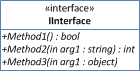 «interface»
IInterface
+Method1() : bool
+Method2(in arg1 : string) : int
+Method3(in arg1 : object)